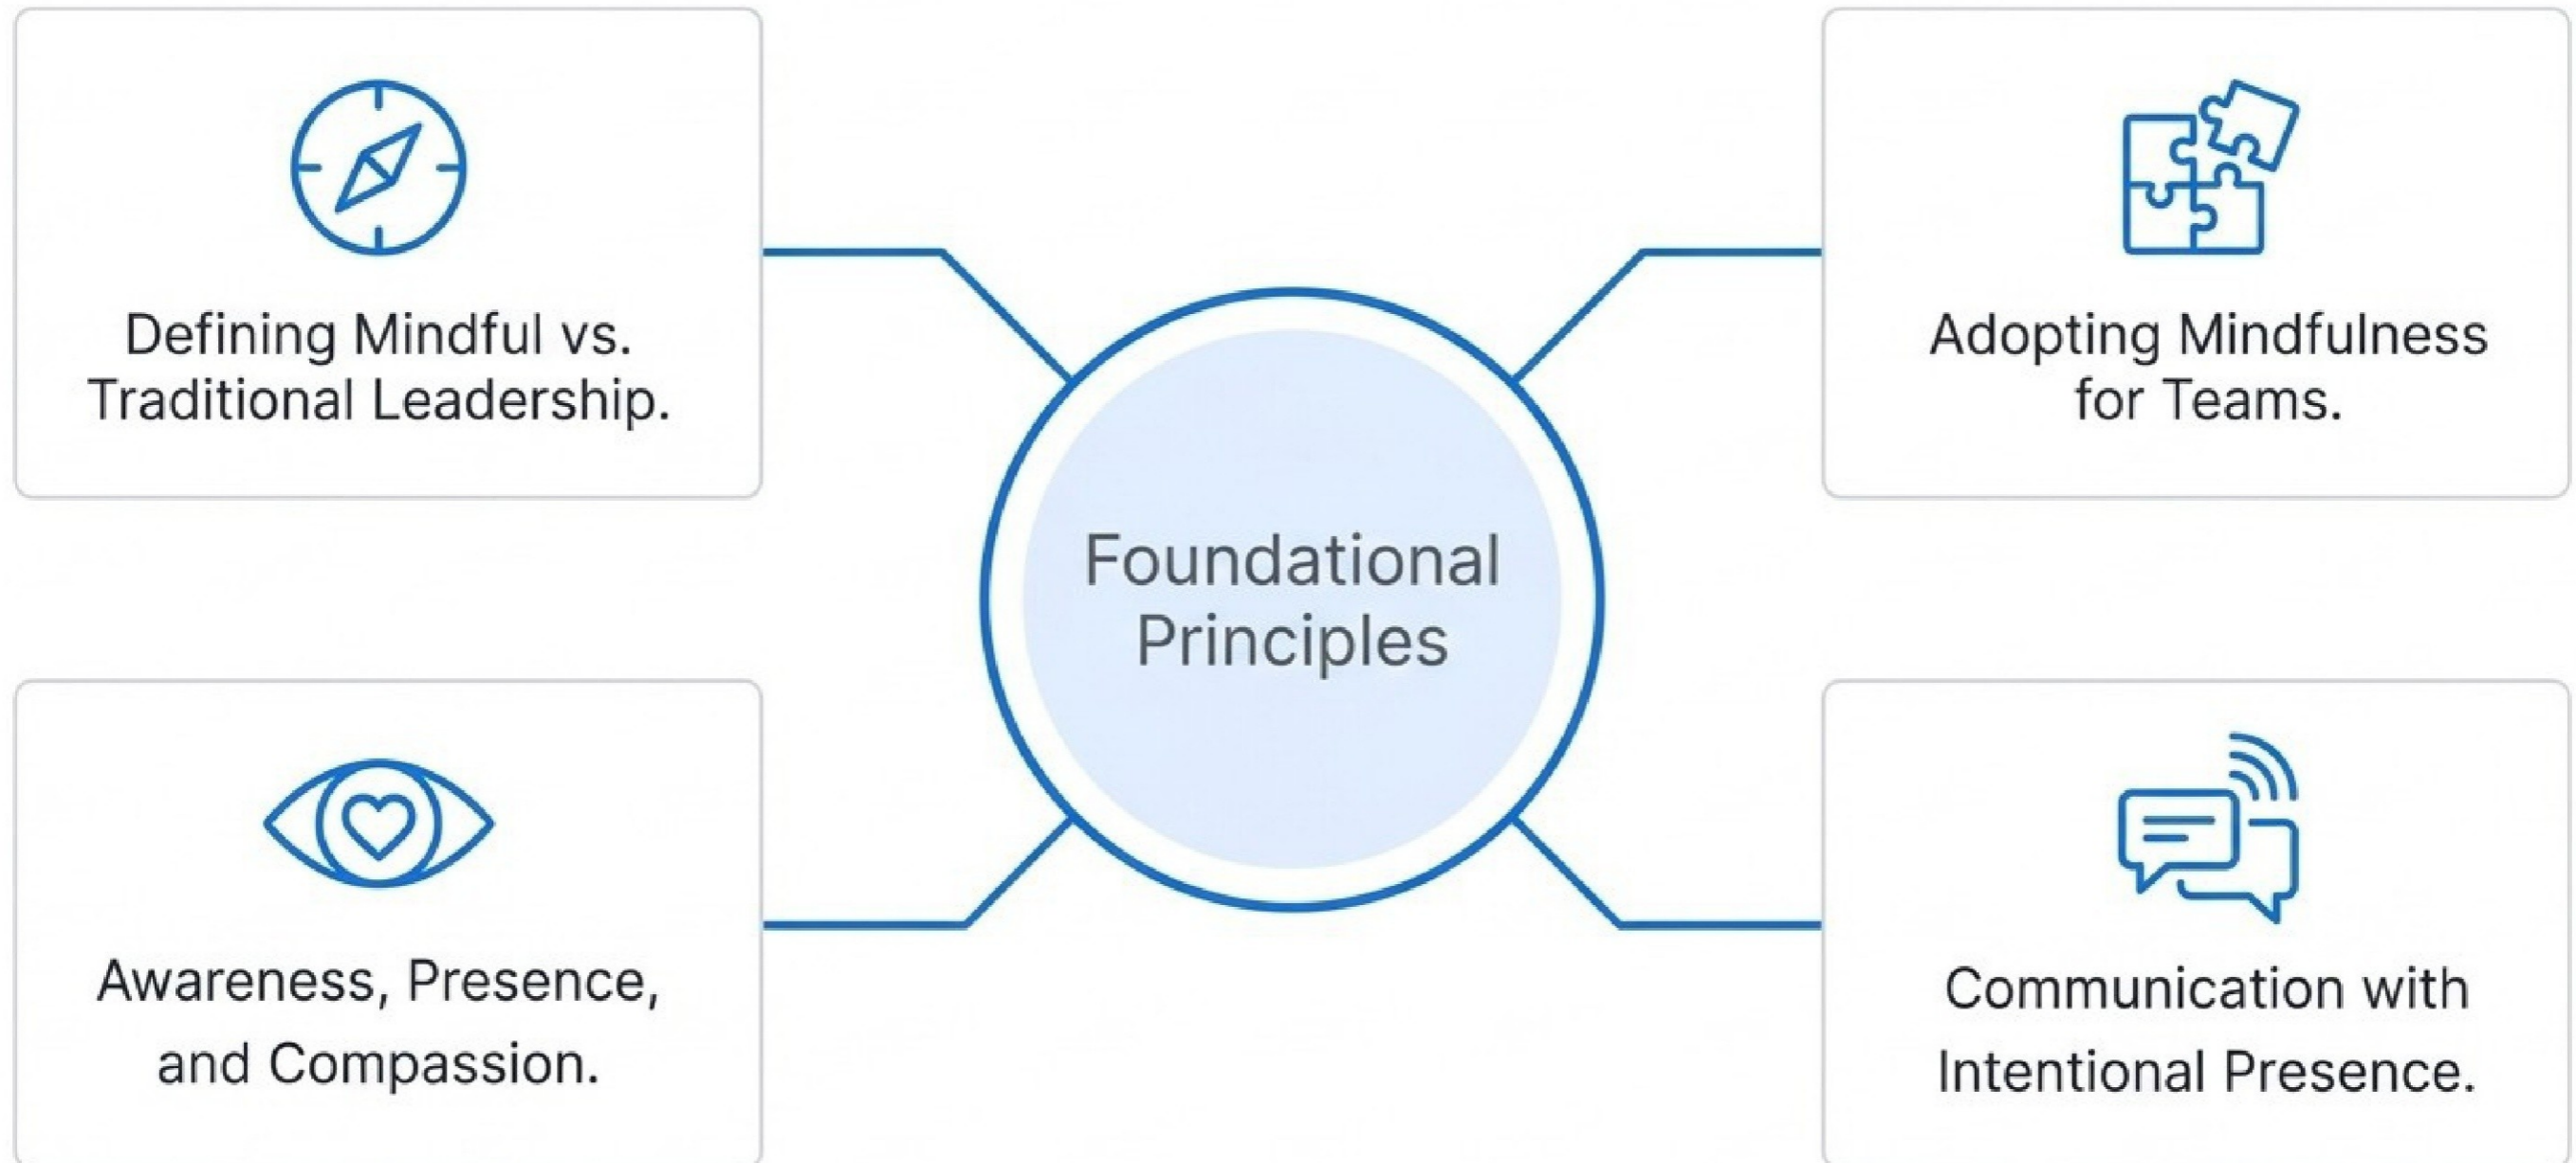 Defining Mindful vs.
Traditional Leadership.
Adopting Mindfulness
for Teams.
Foundational
Principles
Awareness, Presence,
and Compassion.
Communication with
Intentional Presence.